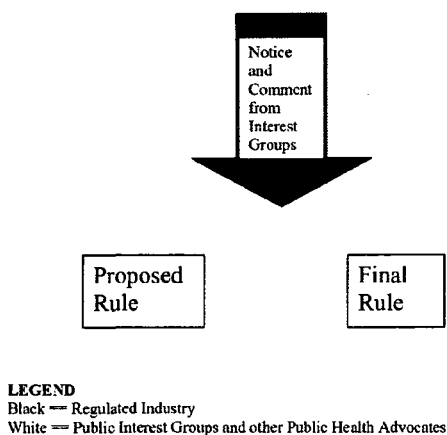 Notice
and
Comment
from
Interest
Groups
Proposed
Rule
Final
Rule
LEGEND
Black == Regulated Industry
White == Public Interest Groups and other Public Health Advocates